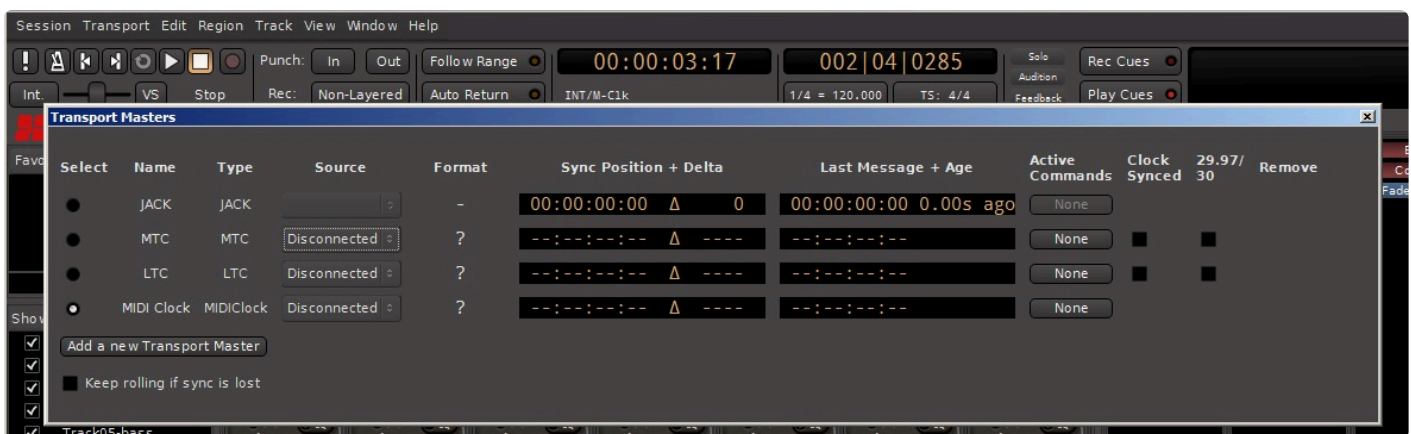 Session Transport Edit Region Track View Window Help
Punch: In Out Follow Range 00:00:03:17 002|04|0285 Solo Rec Cues
Audition
Int. VS Stop Rec: Non-Layered Auto Return INT/M-Clk 1/4 = 120.000 TS: 4/4 Feedback Play Cues
Transport Masters
Favo
Select Name Type Source Format Sync Position + Delta Last Message + Age Active Commands Clock Synced 29.97/30 Remove
JACK JACK - 00:00:00:00 Δ 0 00:00:00:00 0.00s ago None
MTC MTC Disconnected ? --:--:--:-- Δ ---- --:--:--:-- None
LTC LTC Disconnected ? --:--:--:-- Δ ---- --:--:--:-- None
MIDI Clock MIDIClock Disconnected ? --:--:--:-- Δ ---- --:--:--:-- None
Show
Add a new Transport Master
Keep rolling if sync is lost
Track05-bass